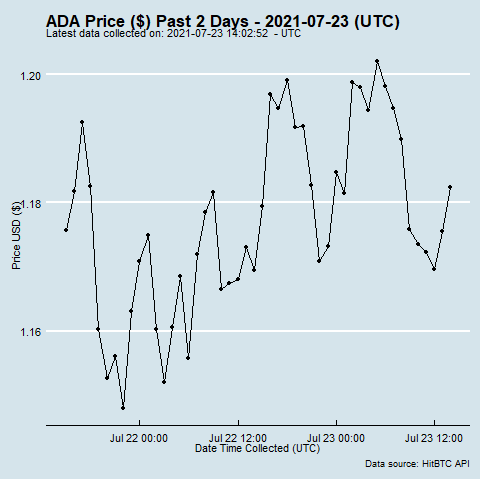 ADA Price ($) Past 2 Days - 2021-07-23 (UTC)
Latest data collected on: 2021-07-23 14:02:52 - UTC
1.20
1.18
1.16
Price USD ($)
Jul 22 00:00 Jul 22 12:00 Jul 23 00:00 Jul 23 12:00
Date Time Collected (UTC)
Data source: HitBTC API